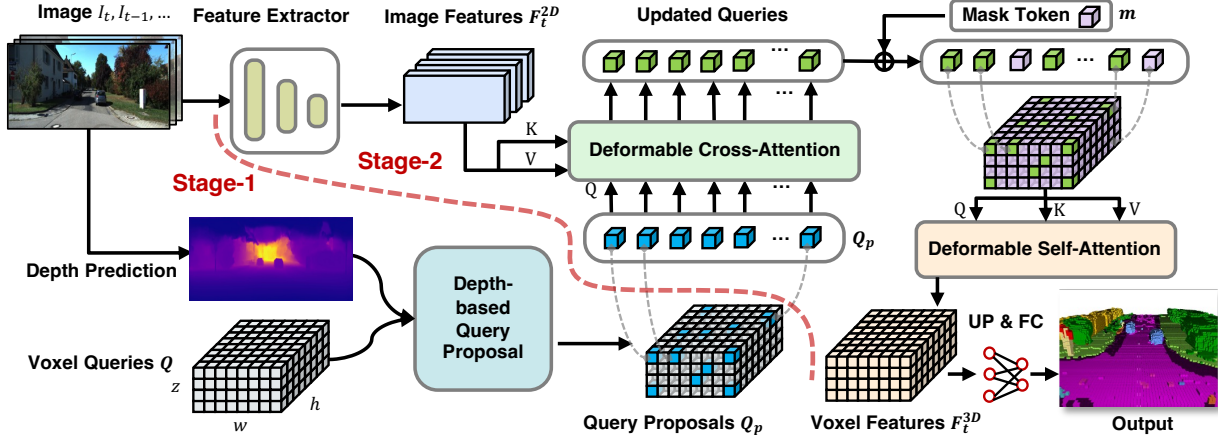 Image I_t, I_{t-1}, ...
Feature Extractor
Image Features F_t^{2D}
Updated Queries
Mask Token m
...
...
K
V
Deformable Cross-Attention
Stage-2
Stage-1
Q
...
...
Q_p
Q K V
Deformable Self-Attention
Depth Prediction
Depth-
based
Query
Proposal
Voxel Queries Q
z
w
h
Query Proposals Q_p
UP & FC
Voxel Features F_t^{3D}
Output